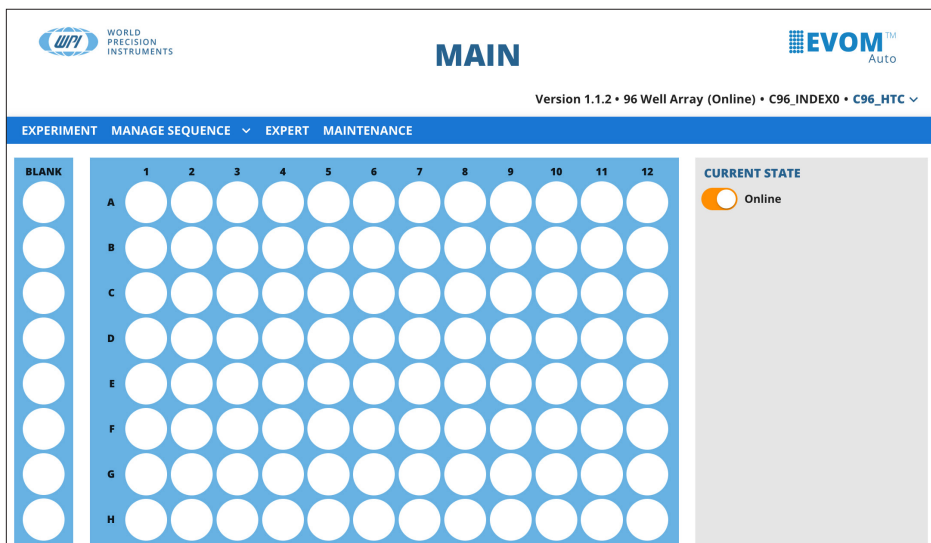 WPI
WORLD
PRECISION
INSTRUMENTS
MAIN
EVOM™
Auto
Version 1.1.2 • 96 Well Array (Online) • C96_INDEX0 • C96_HTC
EXPERIMENT MANAGE SEQUENCE EXPERT MAINTENANCE
BLANK 1 2 3 4 5 6 7 8 9 10 11 12
CURRENT STATE
Online
A
B
C
D
E
F
G
H